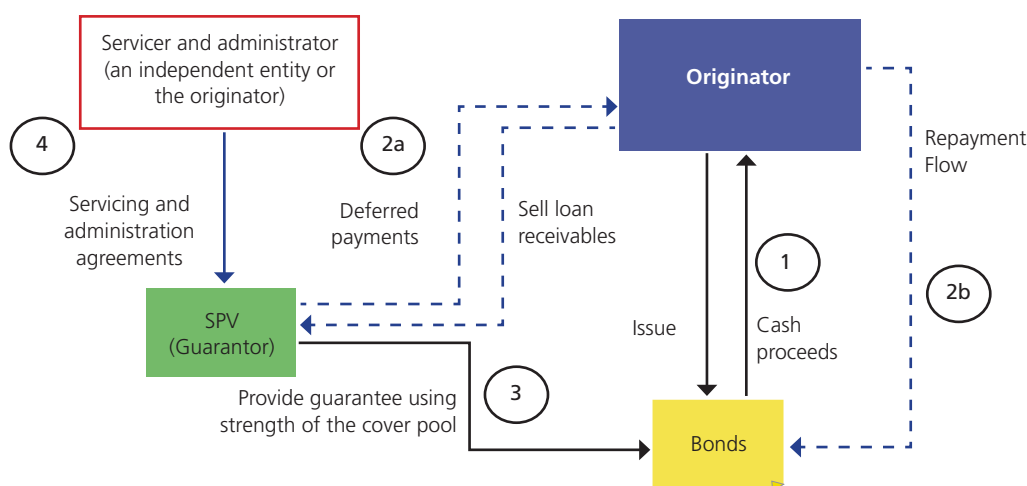 Servicer and administrator
(an independent entity or
the originator)
Originator
4
2a
Repayment
Flow
Servicing and
administration
agreements
Deferred
payments
Sell loan
receivables
1
2b
SPV
(Guarantor)
Issue
Cash
proceeds
Provide guarantee using
strength of the cover pool
3
Bonds